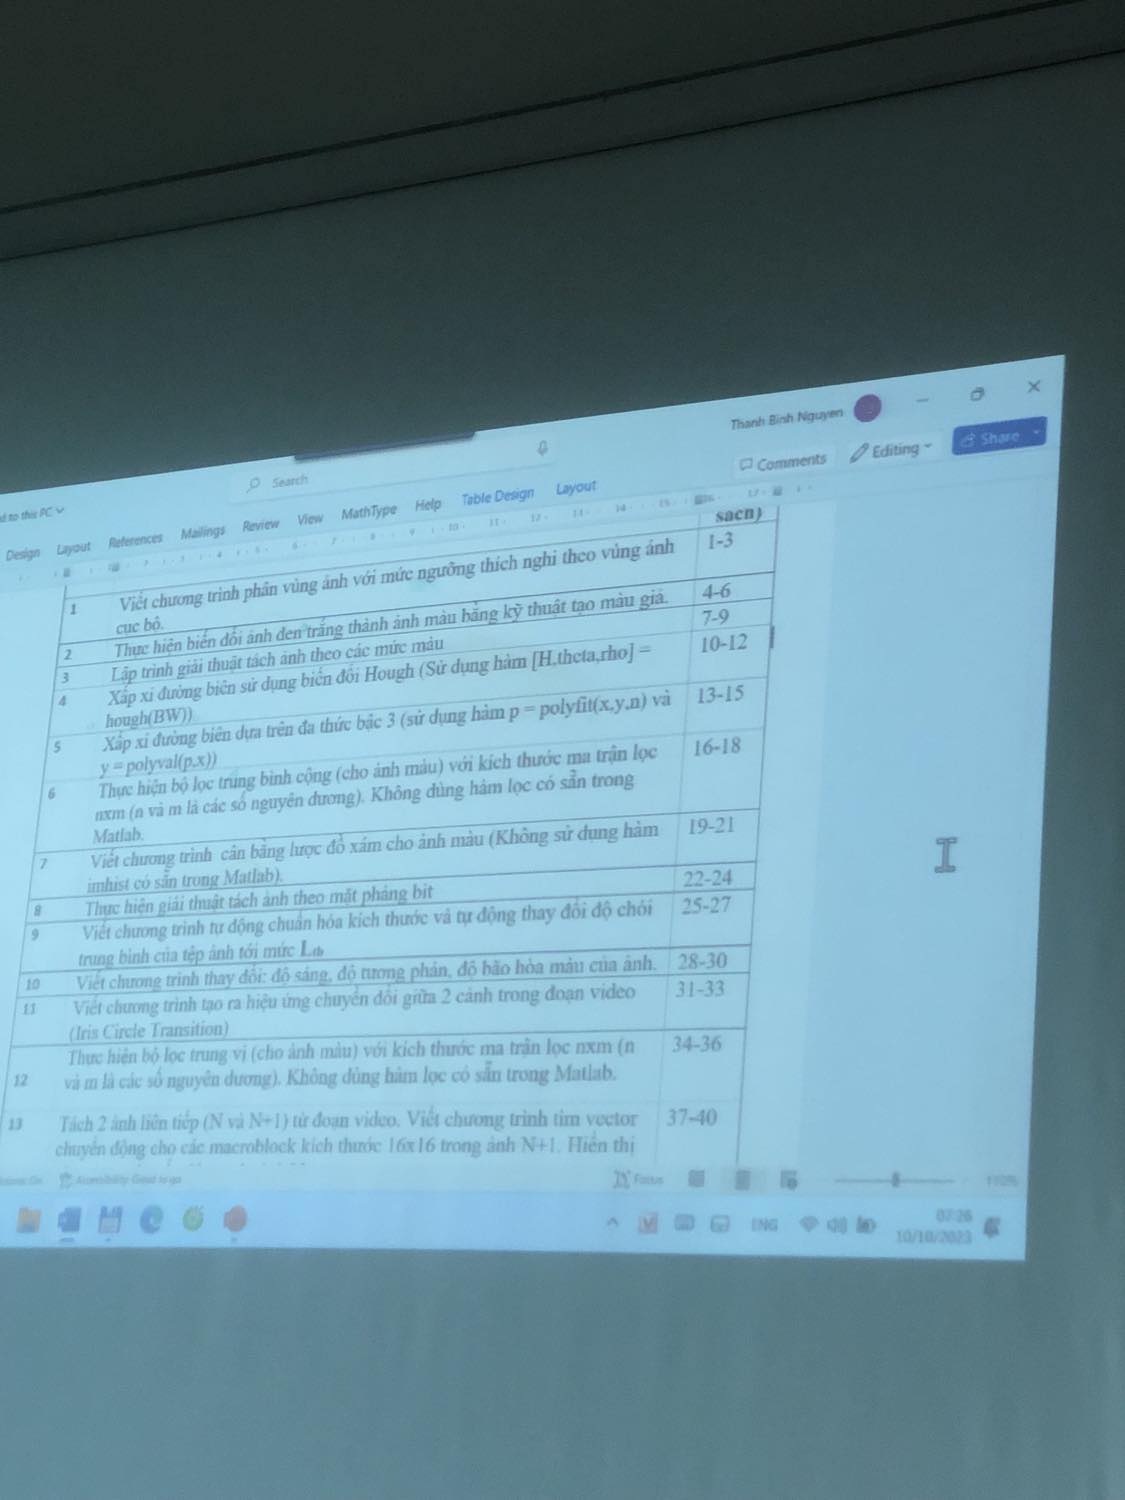 Thanh Binh Nguyen
Search
d to this PC
Comments
Editing
Share
Design Layout References Mailings Review View MathType Help Table Design Layout
sách)
1 Viết chương trình phân vùng ảnh với mức ngưỡng thích nghi theo vùng ảnh 1-3
cục bộ.
2 Thực hiện biến đổi ảnh đen trắng thành ảnh màu bằng kỹ thuật tạo màu giả. 4-6
3 Lập trình giải thuật tách ảnh theo các mức màu 7-9
4 Xấp xỉ đường biên sử dụng biến đổi Hough (Sử dụng hàm [H,theta,rho] = 10-12
hough(BW))
5 Xấp xỉ đường biên dựa trên đa thức bậc 3 (sử dụng hàm p = polyfit(x,y,n) và 13-15
y = polyval(p,x))
6 Thực hiện bộ lọc trung bình cộng (cho ảnh màu) với kích thước ma trận lọc 16-18
nxm (n và m là các số nguyên dương). Không dùng hàm lọc có sẵn trong
Matlab.
7 Viết chương trình cân bằng lược đồ xám cho ảnh màu (Không sử dụng hàm 19-21
imhist có sẵn trong Matlab).
8 Thực hiện giải thuật tách ảnh theo mặt phẳng bit 22-24
9 Viết chương trình tự động chuẩn hóa kích thước và tự động thay đổi độ chói 25-27
trung bình của tệp ảnh tới mức Ltb
10 Viết chương trình thay đổi: độ sáng, độ tương phản, độ bão hòa màu của ảnh. 28-30
11 Viết chương trình tạo ra hiệu ứng chuyển đổi giữa 2 cảnh trong đoạn video 31-33
(Iris Circle Transition)
12 Thực hiện bộ lọc trung vị (cho ảnh màu) với kích thước ma trận lọc nxm (n 34-36
và m là các số nguyên dương). Không dùng hàm lọc có sẵn trong Matlab.
13 Tách 2 ảnh liên tiếp (N và N+1) từ đoạn video. Viết chương trình tìm vector 37-40
chuyển động cho các macroblock kích thước 16x16 trong ảnh N+1. Hiển thị
Accessibility: Good to go
Focus
110%
ENG
07:26
10/10/2023